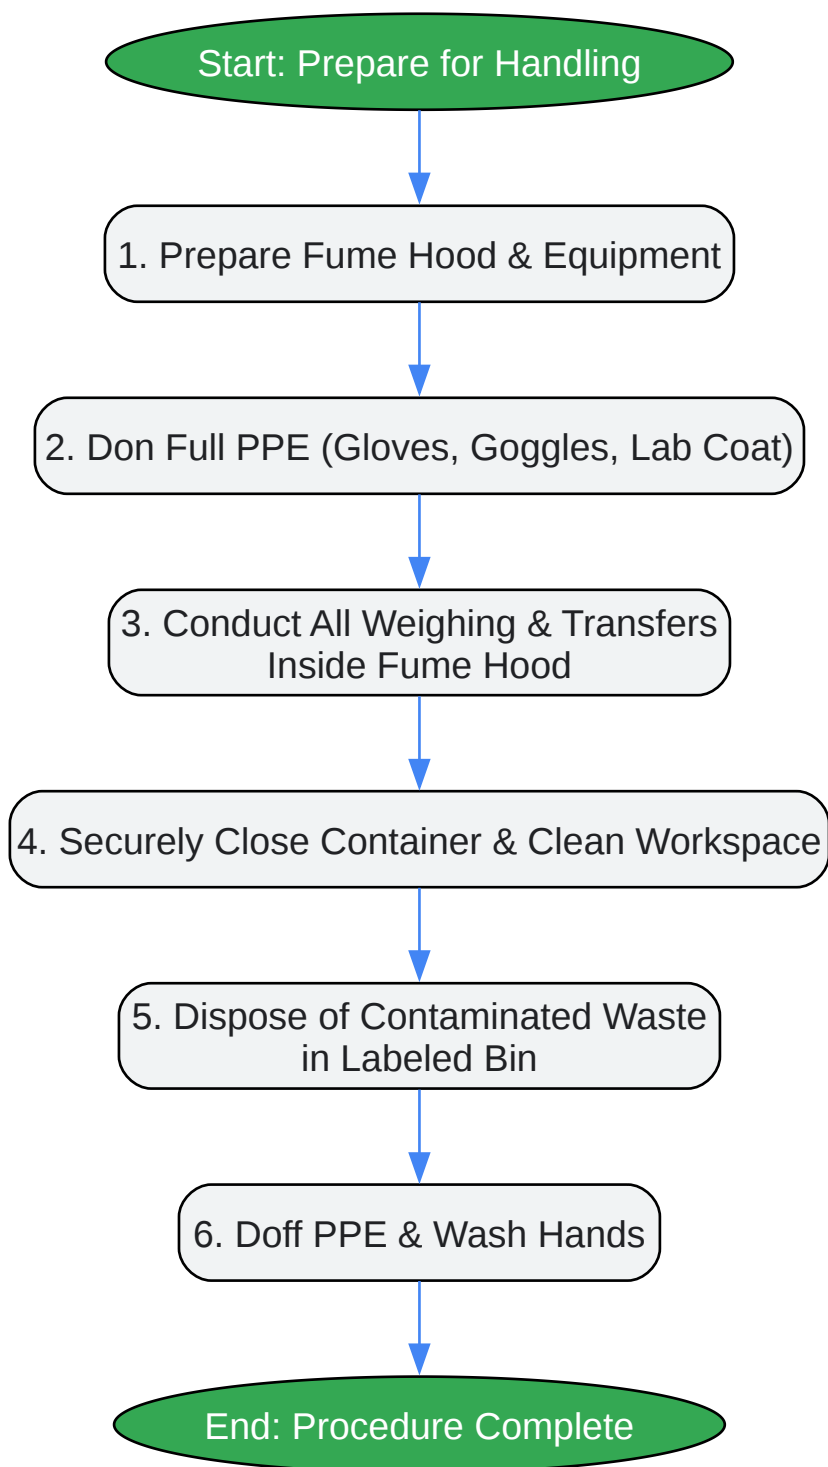 Start: Prepare for Handling
1. Prepare Fume Hood & Equipment
2. Don Full PPE (Gloves, Goggles, Lab Coat)
3. Conduct All Weighing & Transfers
Inside Fume Hood
4. Securely Close Container & Clean Workspace
5. Dispose of Contaminated Waste
in Labeled Bin
6. Doff PPE & Wash Hands
End: Procedure Complete